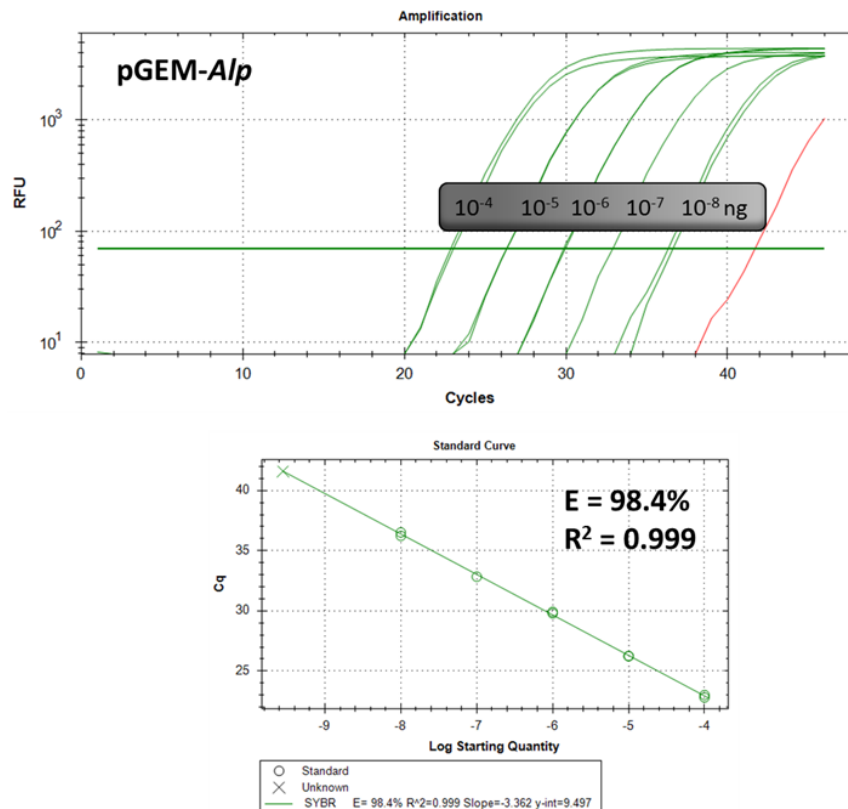 Amplification
pGEM-Alp
10³
10²
10¹
RFU
10⁻⁴ 10⁻⁵ 10⁻⁶ 10⁻⁷ 10⁻⁸ ng
0 10 20 30 40
Cycles
Standard Curve
E = 98.4%
R² = 0.999
40
35
30
25
Cq
-9 -8 -7 -6 -5 -4
Log Starting Quantity
Standard
Unknown
SYBR E= 98.4% R^2=0.999 Slope=-3.362 y-int=9.497